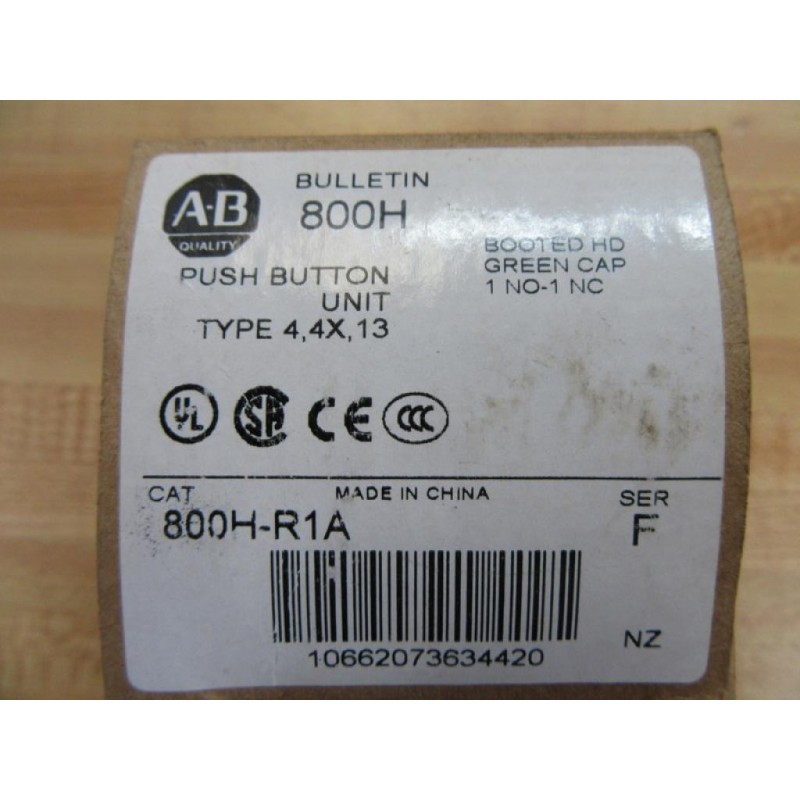 A-B
QUALITY
BULLETIN
800H
PUSH BUTTON
UNIT
TYPE 4,4X,13
BOOTED HD
GREEN CAP
1 NO-1 NC
UL
SA
CE
CCC
CAT
MADE IN CHINA
SER
800H-R1A
F
10662073634420
NZ